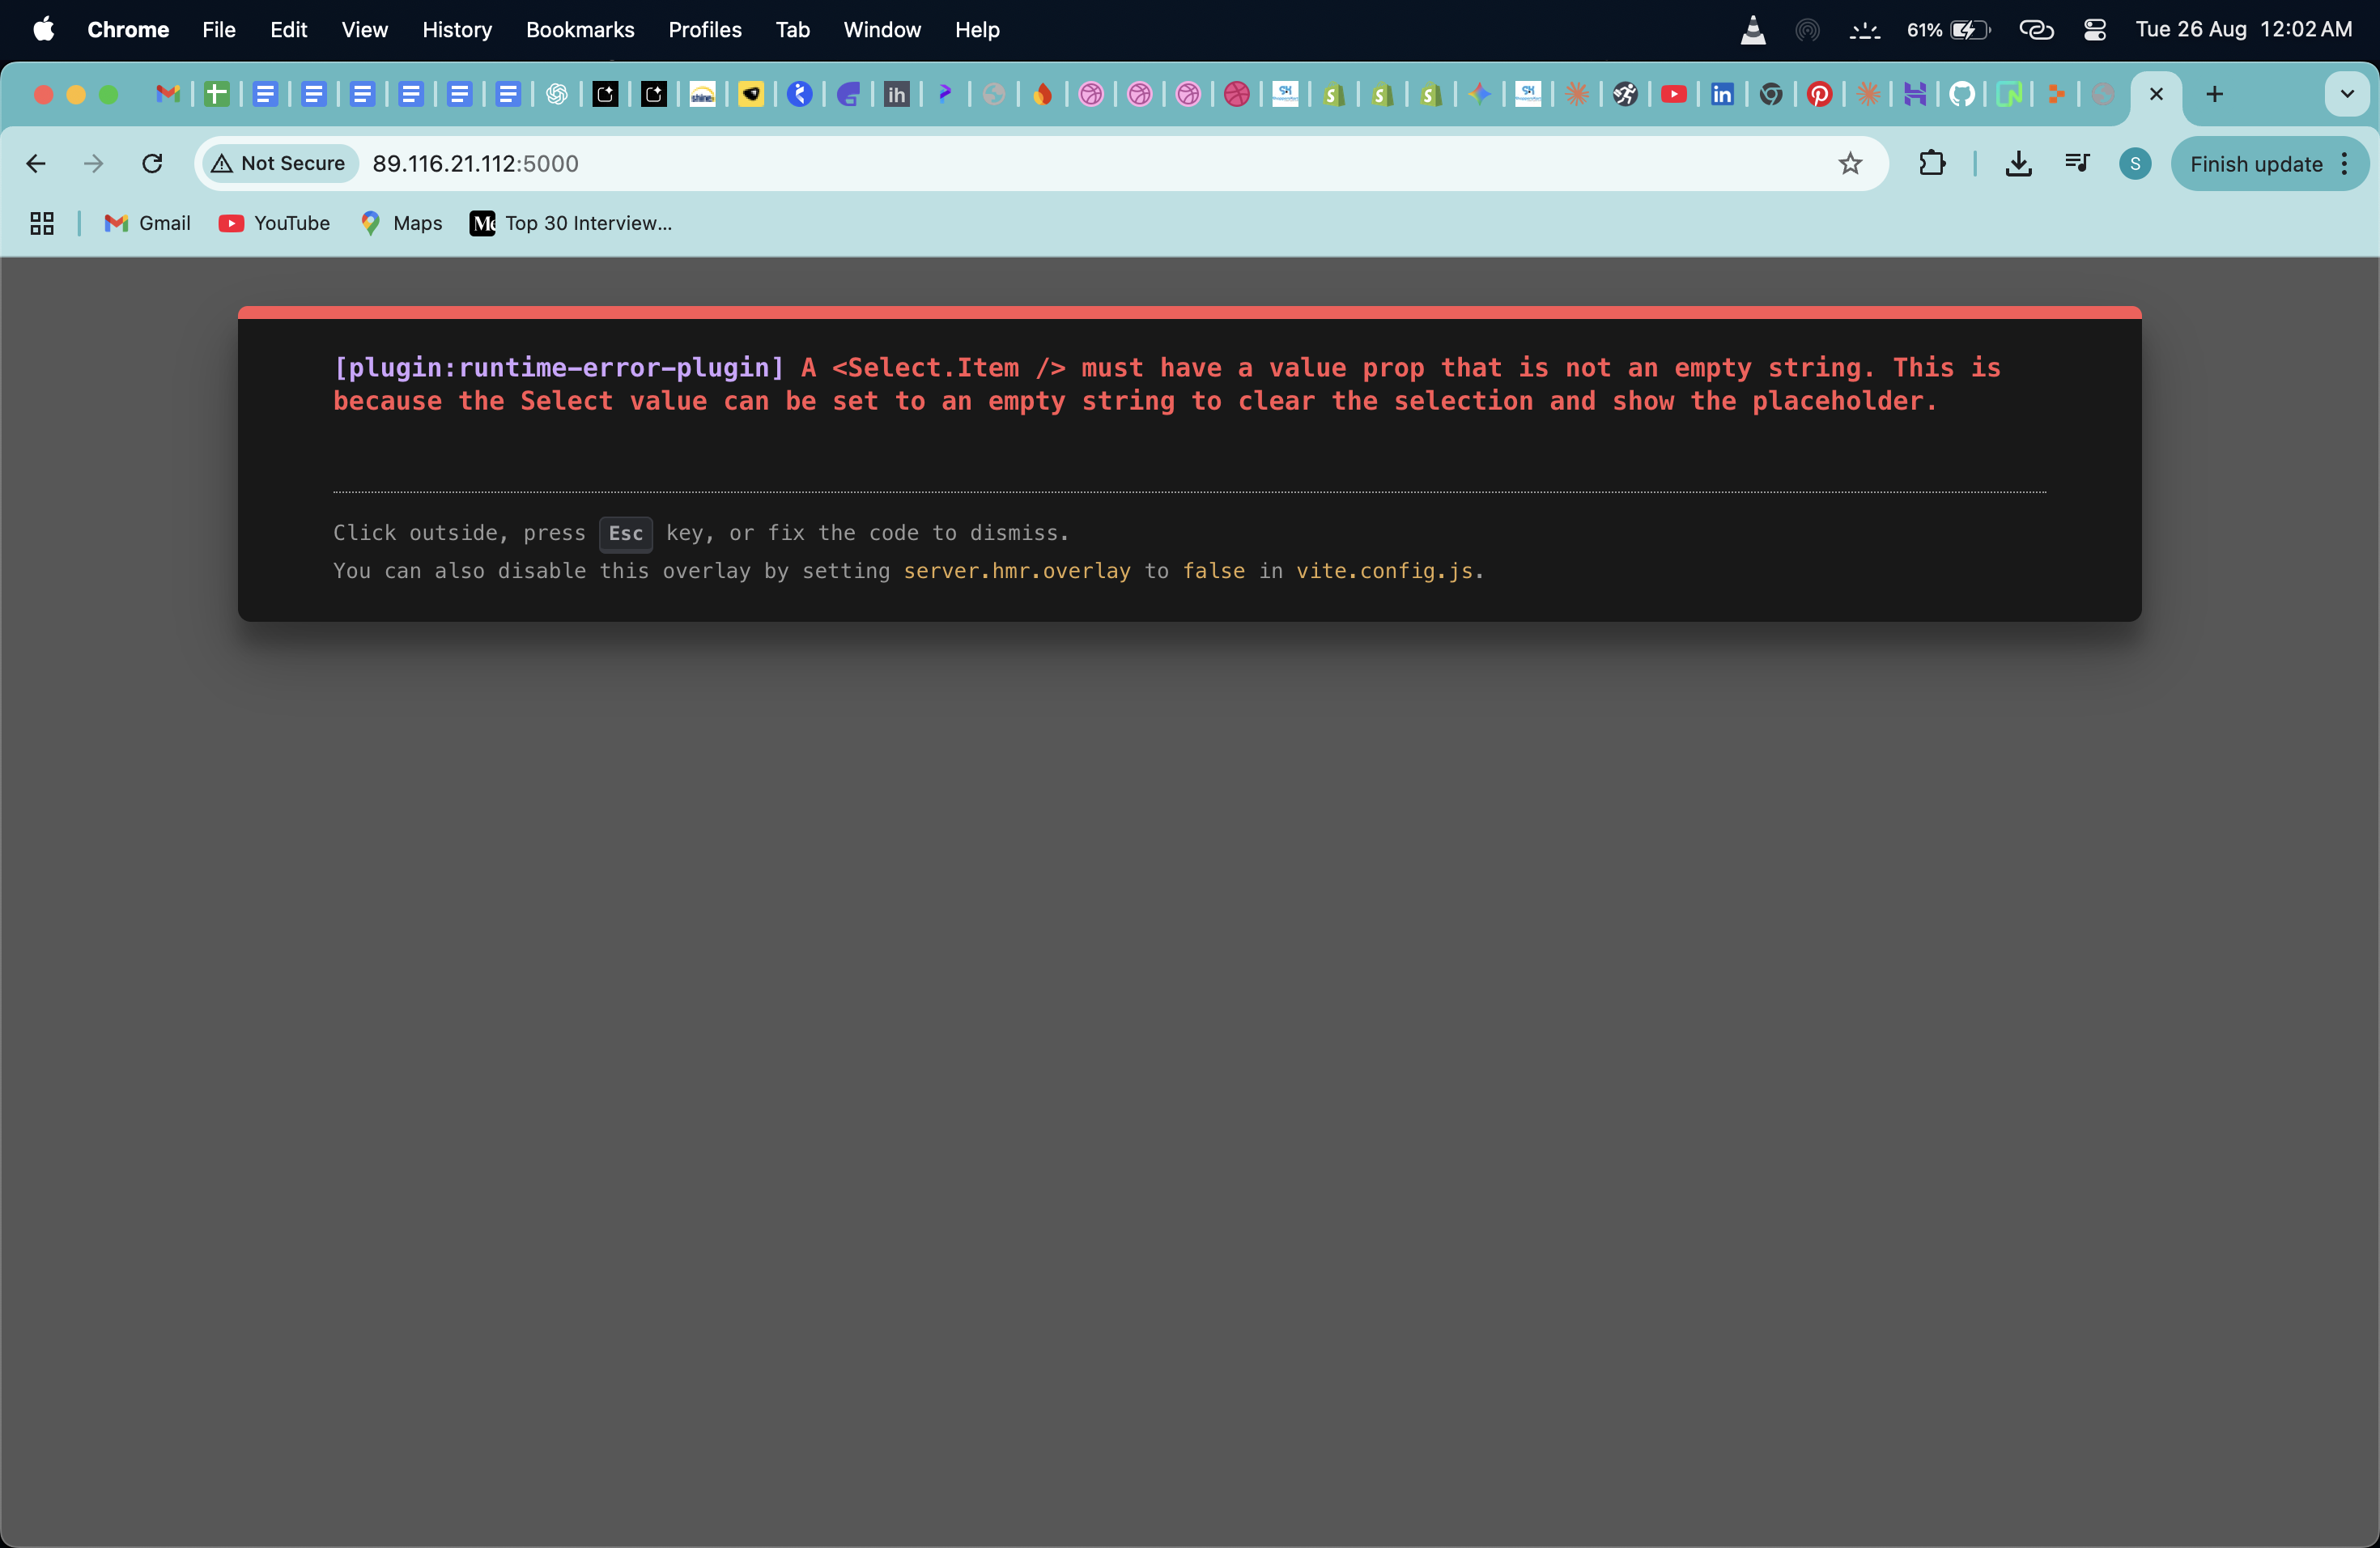 Chrome File Edit View History Bookmarks Profiles Tab Window Help 61% Tue 26 Aug 12:02 AM
shine ih SK SK in
Not Secure 89.116.21.112:5000 S Finish update
Gmail YouTube Maps Top 30 Interview...
[plugin:runtime-error-plugin] A <Select.Item /> must have a value prop that is not an empty string. This is
because the Select value can be set to an empty string to clear the selection and show the placeholder.
Click outside, press Esc key, or fix the code to dismiss.
You can also disable this overlay by setting server.hmr.overlay to false in vite.config.js.